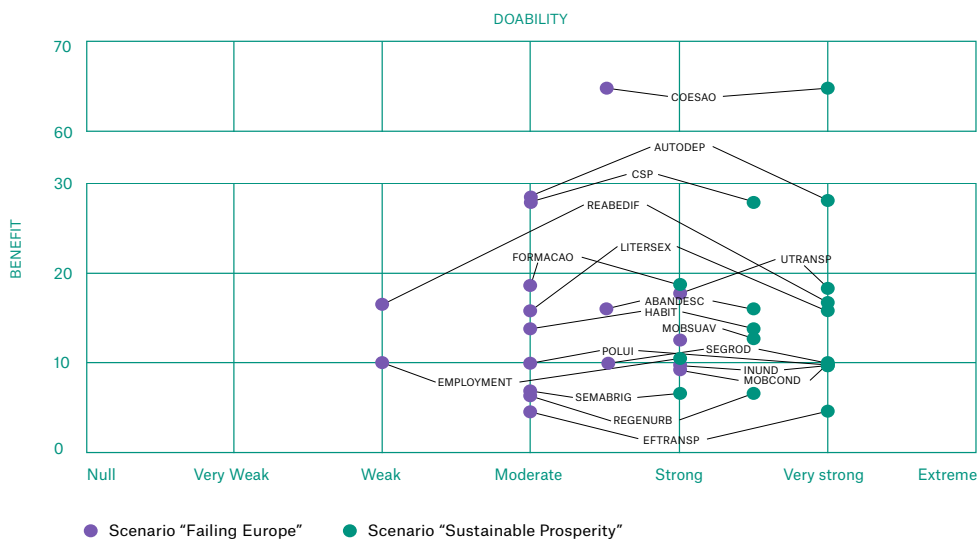 DOABILITY
70
COESAO
60
AUTODEP
CSP
30
REABEDIF
LITERSEX
FORMACAO
UTRANSP
BENEFIT
20
ABANDESC
HABIT
MOBSUAV
POLUI
SEGROD
10
INUND
EMPLOYMENT
MOBCOND
SEMABRIG
REGENURB
EFTRANSP
0
Null Very Weak Weak Moderate Strong Very strong Extreme
Scenario “Failing Europe” Scenario “Sustainable Prosperity”